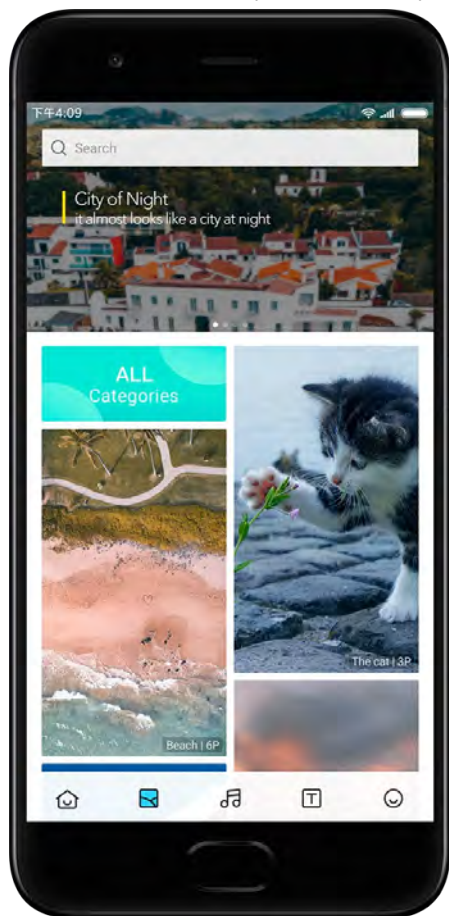 下午4:09
Search
City of Night
it almost looks like a city at night
ALL
Categories
The cat | 3P
Beach | 6P
T